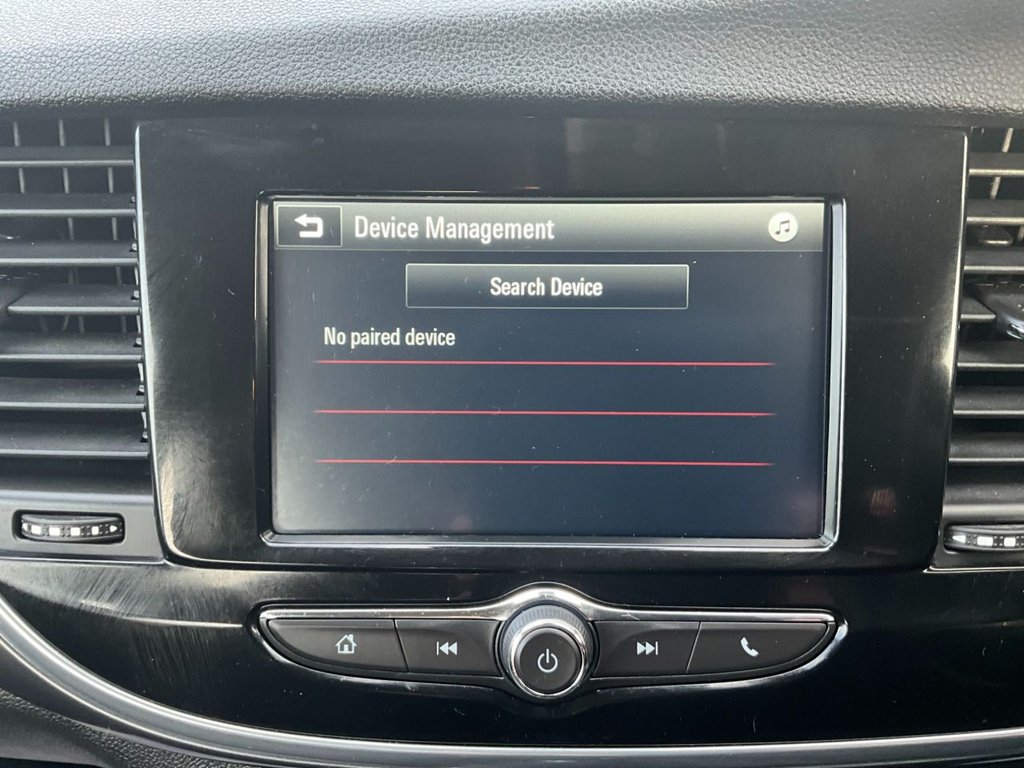 Device Management
Search Device
No paired device